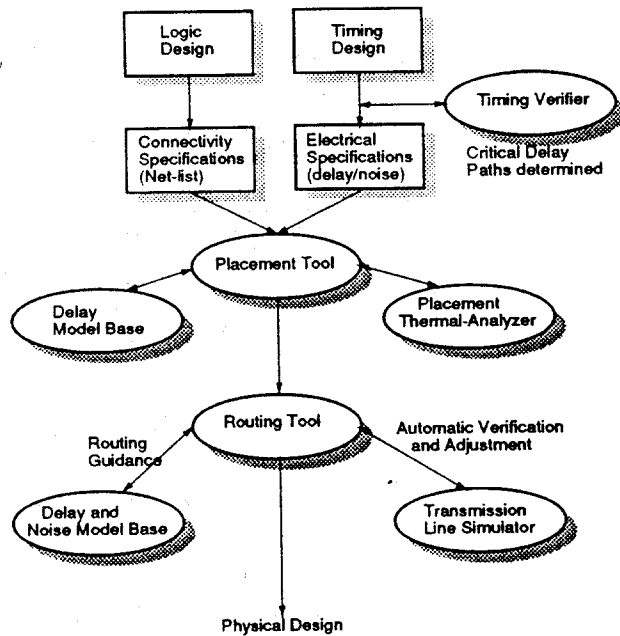 Logic
Design
Timing
Design
Timing Verifier
Connectivity
Specifications
(Net-list)
Electrical
Specifications
(delay/noise)
Critical Delay
Paths determined
Placement Tool
Delay
Model Base
Placement
Thermal-Analyzer
Routing Tool
Routing
Guidance
Automatic Verification
and Adjustment
Delay and
Noise Model Base
Transmission
Line Simulator
Physical Design